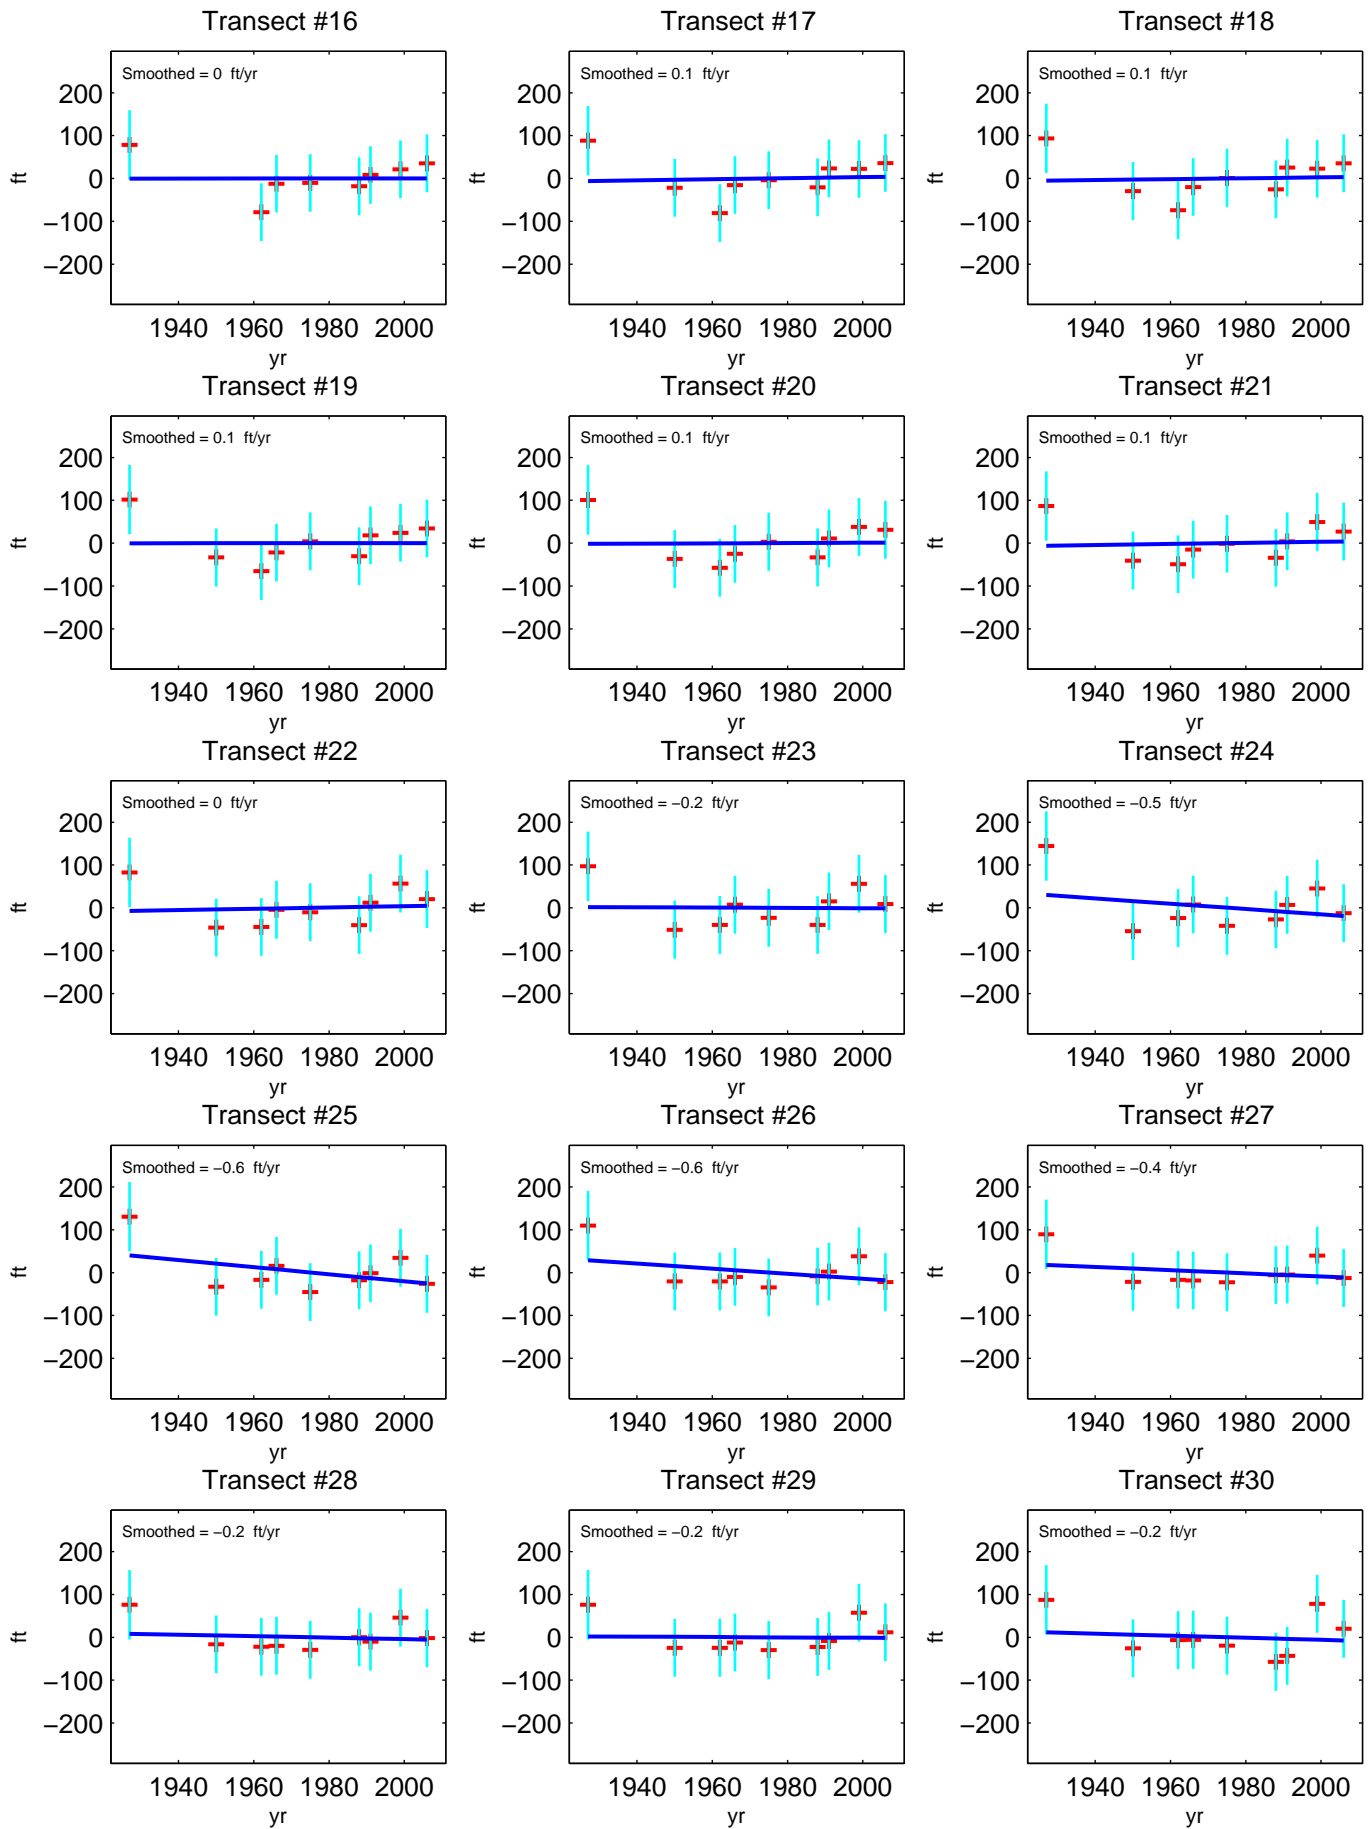 Transect #16
Transect #17
Transect #18
Smoothed = 0 ft/yr
Smoothed = 0.1 ft/yr
Smoothed = 0.1 ft/yr
200 100 0 −100 −200
200 100 0 −100 −200
200 100 0 −100 −200
ft
ft
ft
1940 1960 1980 2000
1940 1960 1980 2000
1940 1960 1980 2000
yr
yr
yr
Transect #19
Transect #20
Transect #21
Smoothed = 0.1 ft/yr
Smoothed = 0.1 ft/yr
Smoothed = 0.1 ft/yr
200 100 0 −100 −200
200 100 0 −100 −200
200 100 0 −100 −200
ft
ft
ft
1940 1960 1980 2000
1940 1960 1980 2000
1940 1960 1980 2000
yr
yr
yr
Transect #22
Transect #23
Transect #24
Smoothed = 0 ft/yr
Smoothed = −0.2 ft/yr
Smoothed = −0.5 ft/yr
200 100 0 −100 −200
200 100 0 −100 −200
200 100 0 −100 −200
ft
ft
ft
1940 1960 1980 2000
1940 1960 1980 2000
1940 1960 1980 2000
yr
yr
yr
Transect #25
Transect #26
Transect #27
Smoothed = −0.6 ft/yr
Smoothed = −0.6 ft/yr
Smoothed = −0.4 ft/yr
200 100 0 −100 −200
200 100 0 −100 −200
200 100 0 −100 −200
ft
ft
ft
1940 1960 1980 2000
1940 1960 1980 2000
1940 1960 1980 2000
yr
yr
yr
Transect #28
Transect #29
Transect #30
Smoothed = −0.2 ft/yr
Smoothed = −0.2 ft/yr
Smoothed = −0.2 ft/yr
200 100 0 −100 −200
200 100 0 −100 −200
200 100 0 −100 −200
ft
ft
ft
1940 1960 1980 2000
1940 1960 1980 2000
1940 1960 1980 2000
yr
yr
yr